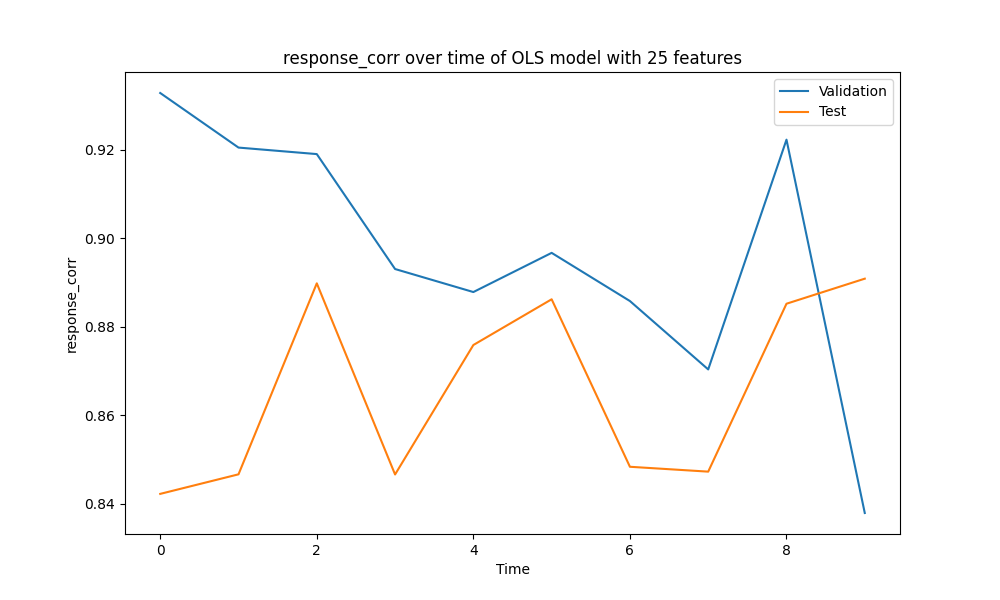 response_corr over time of OLS model with 25 features
Validation
Test
0.92
0.90
0.88
0.86
0.84
response_corr
0 2 4 6 8
Time